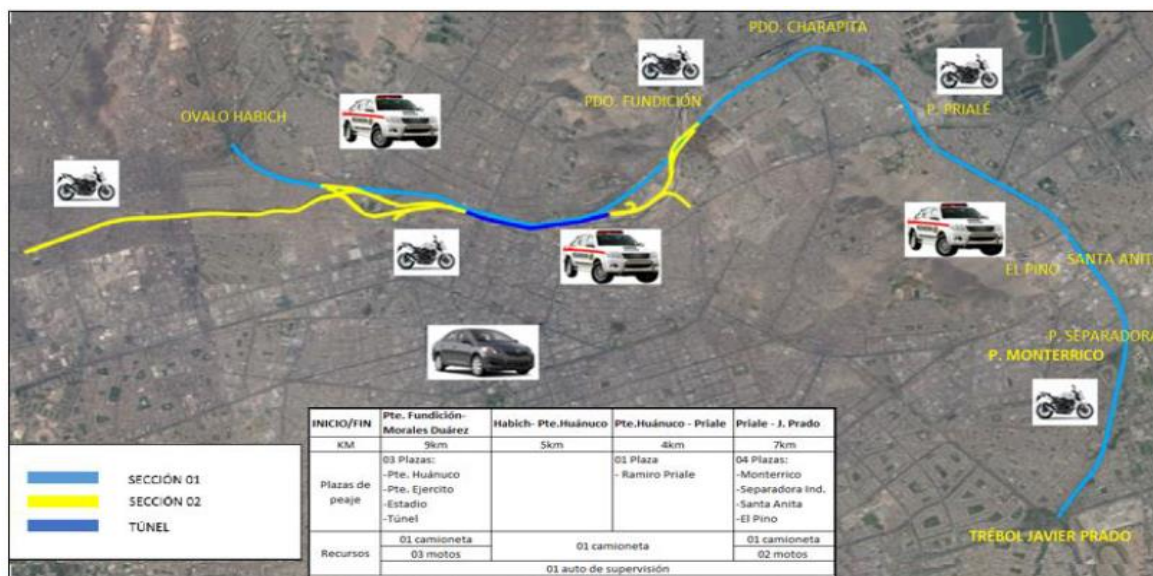 PDO. CHARAPITA
PDO. FUNDICIÓN
P. PRIALÉ
OVALO HABICH
SANTA ANIT
EL PINO
P. SEPARADORA
P. MONTERRICO
TRÉBOL JAVIER PRADO
SECCIÓN 01
SECCIÓN 02
TÚNEL
INICIO/FIN Pte. Fundición- Morales Duárez Habich- Pte.Huánuco Pte.Huánuco - Priale Priale - J. Prado
KM 9km 5km 4km 7km
Plazas de peaje
03 Plazas:
-Pte. Huánuco
-Pte. Ejercito
-Estadio
-Túnel
01 Plaza
- Ramiro Priale
04 Plazas:
-Monterrico
-Separadora Ind.
-Santa Anita
-El Pino
Recursos
01 camioneta
03 motos
01 camioneta
01 camioneta
02 motos
01 auto de supervisión